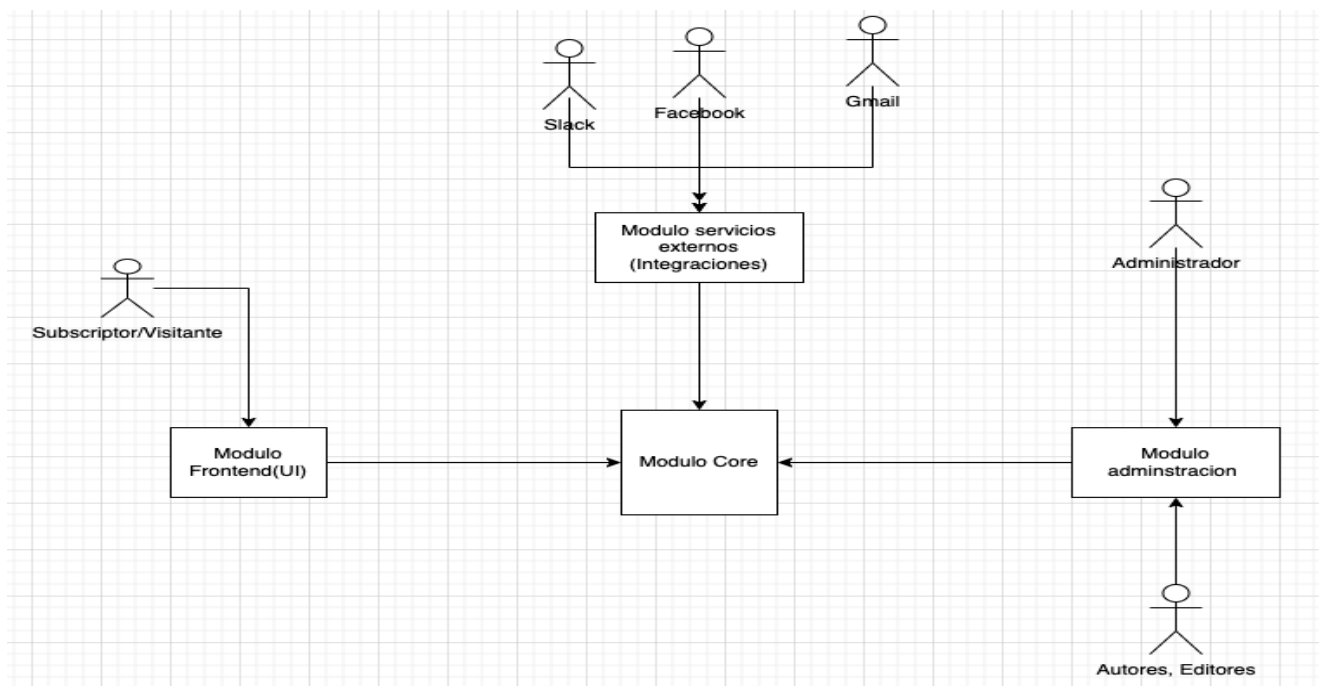 Slack
Facebook
Gmail
Modulo servicios
externos
(Integraciones)
Administrador
Subscriptor/Visitante
Modulo
Frontend(UI)
Modulo Core
Modulo
adminstracion
Autores, Editores